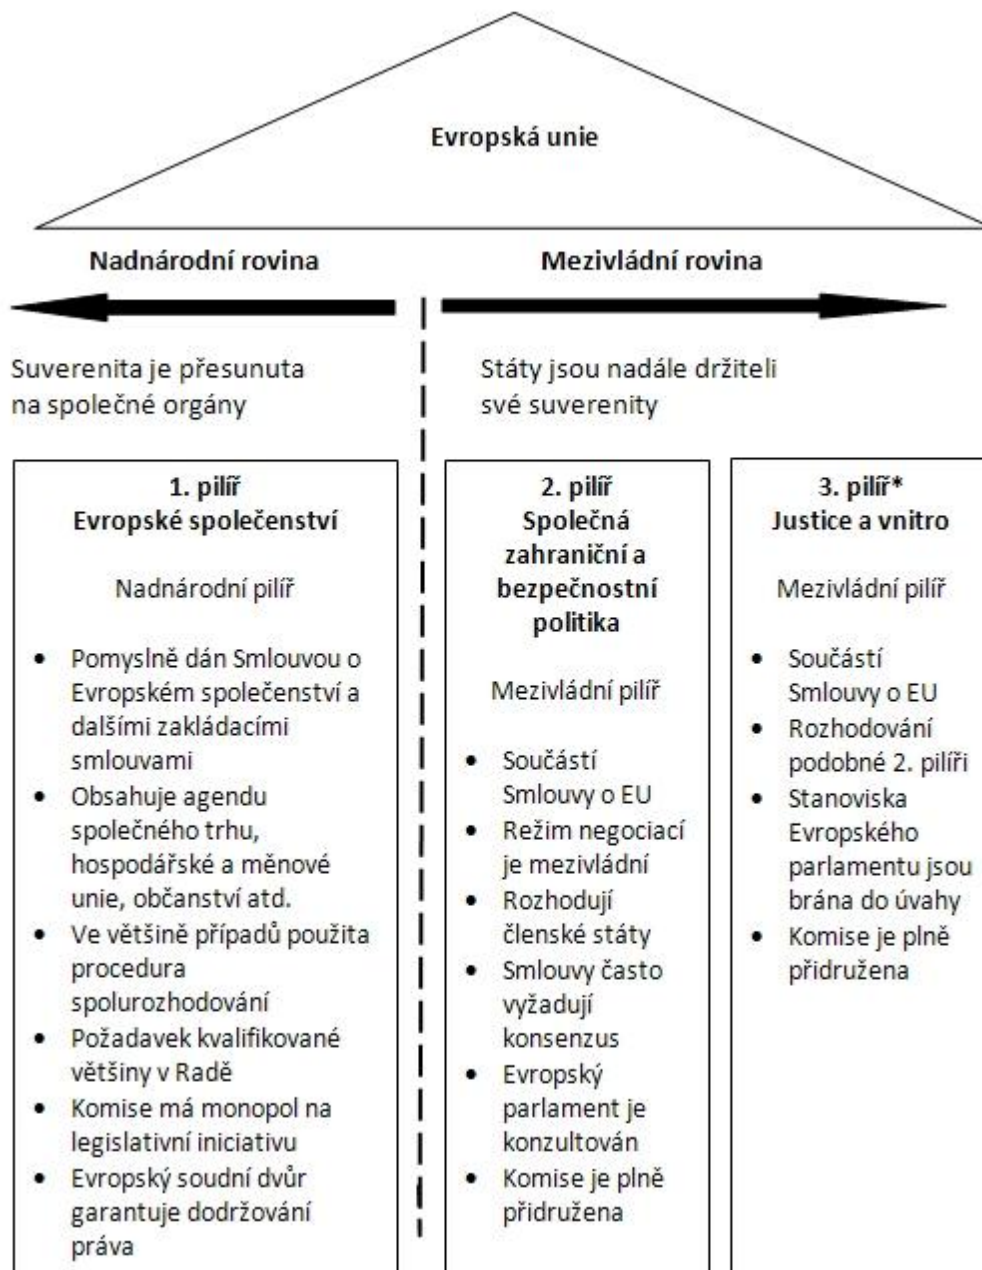 Evropská unie
Nadnárodní rovina
Mezivládní rovina
Suverenita je přesunuta
na společné orgány
Státy jsou nadále držiteli
své suverenity
1. pilíř
Evropské společenství
Nadnárodní pilíř
• Pomyslně dán Smlouvou o
Evropském společenství a
dalšími zakládacími
smlouvami
• Obsahuje agendu
společného trhu,
hospodářské a měnové
unie, občanství atd.
• Ve většině případů použita
procedura
spolurozhodování
• Požadavek kvalifikované
většiny v Radě
• Komise má monopol na
legislativní iniciativu
• Evropský soudní dvůr
garantuje dodržování
práva
2. pilíř
Společná
zahraniční a
bezpečnostní
politika
Mezivládní pilíř
• Součástí
Smlouvy o EU
• Režim negociací
je mezivládní
• Rozhodují
členské státy
• Smlouvy často
vyžadují
konsenzus
• Evropský
parlament je
konzultován
• Komise je plně
přidružena
3. pilíř*
Justice a vnitro
Mezivládní pilíř
• Součástí
Smlouvy o EU
• Rozhodování
podobné 2. pilíři
• Stanoviska
Evropského
parlamentu jsou
brána do úvahy
• Komise je plně
přidružena